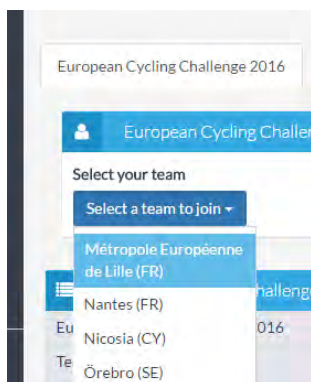 European Cycling Challenge 2016
European Cycling Challe
Select your team
Select a team to join
Métropole Européenne
de Lille (FR)
hallenge
Nantes (FR)
Eu 016
Nicosia (CY)
Te
Örebro (SE)